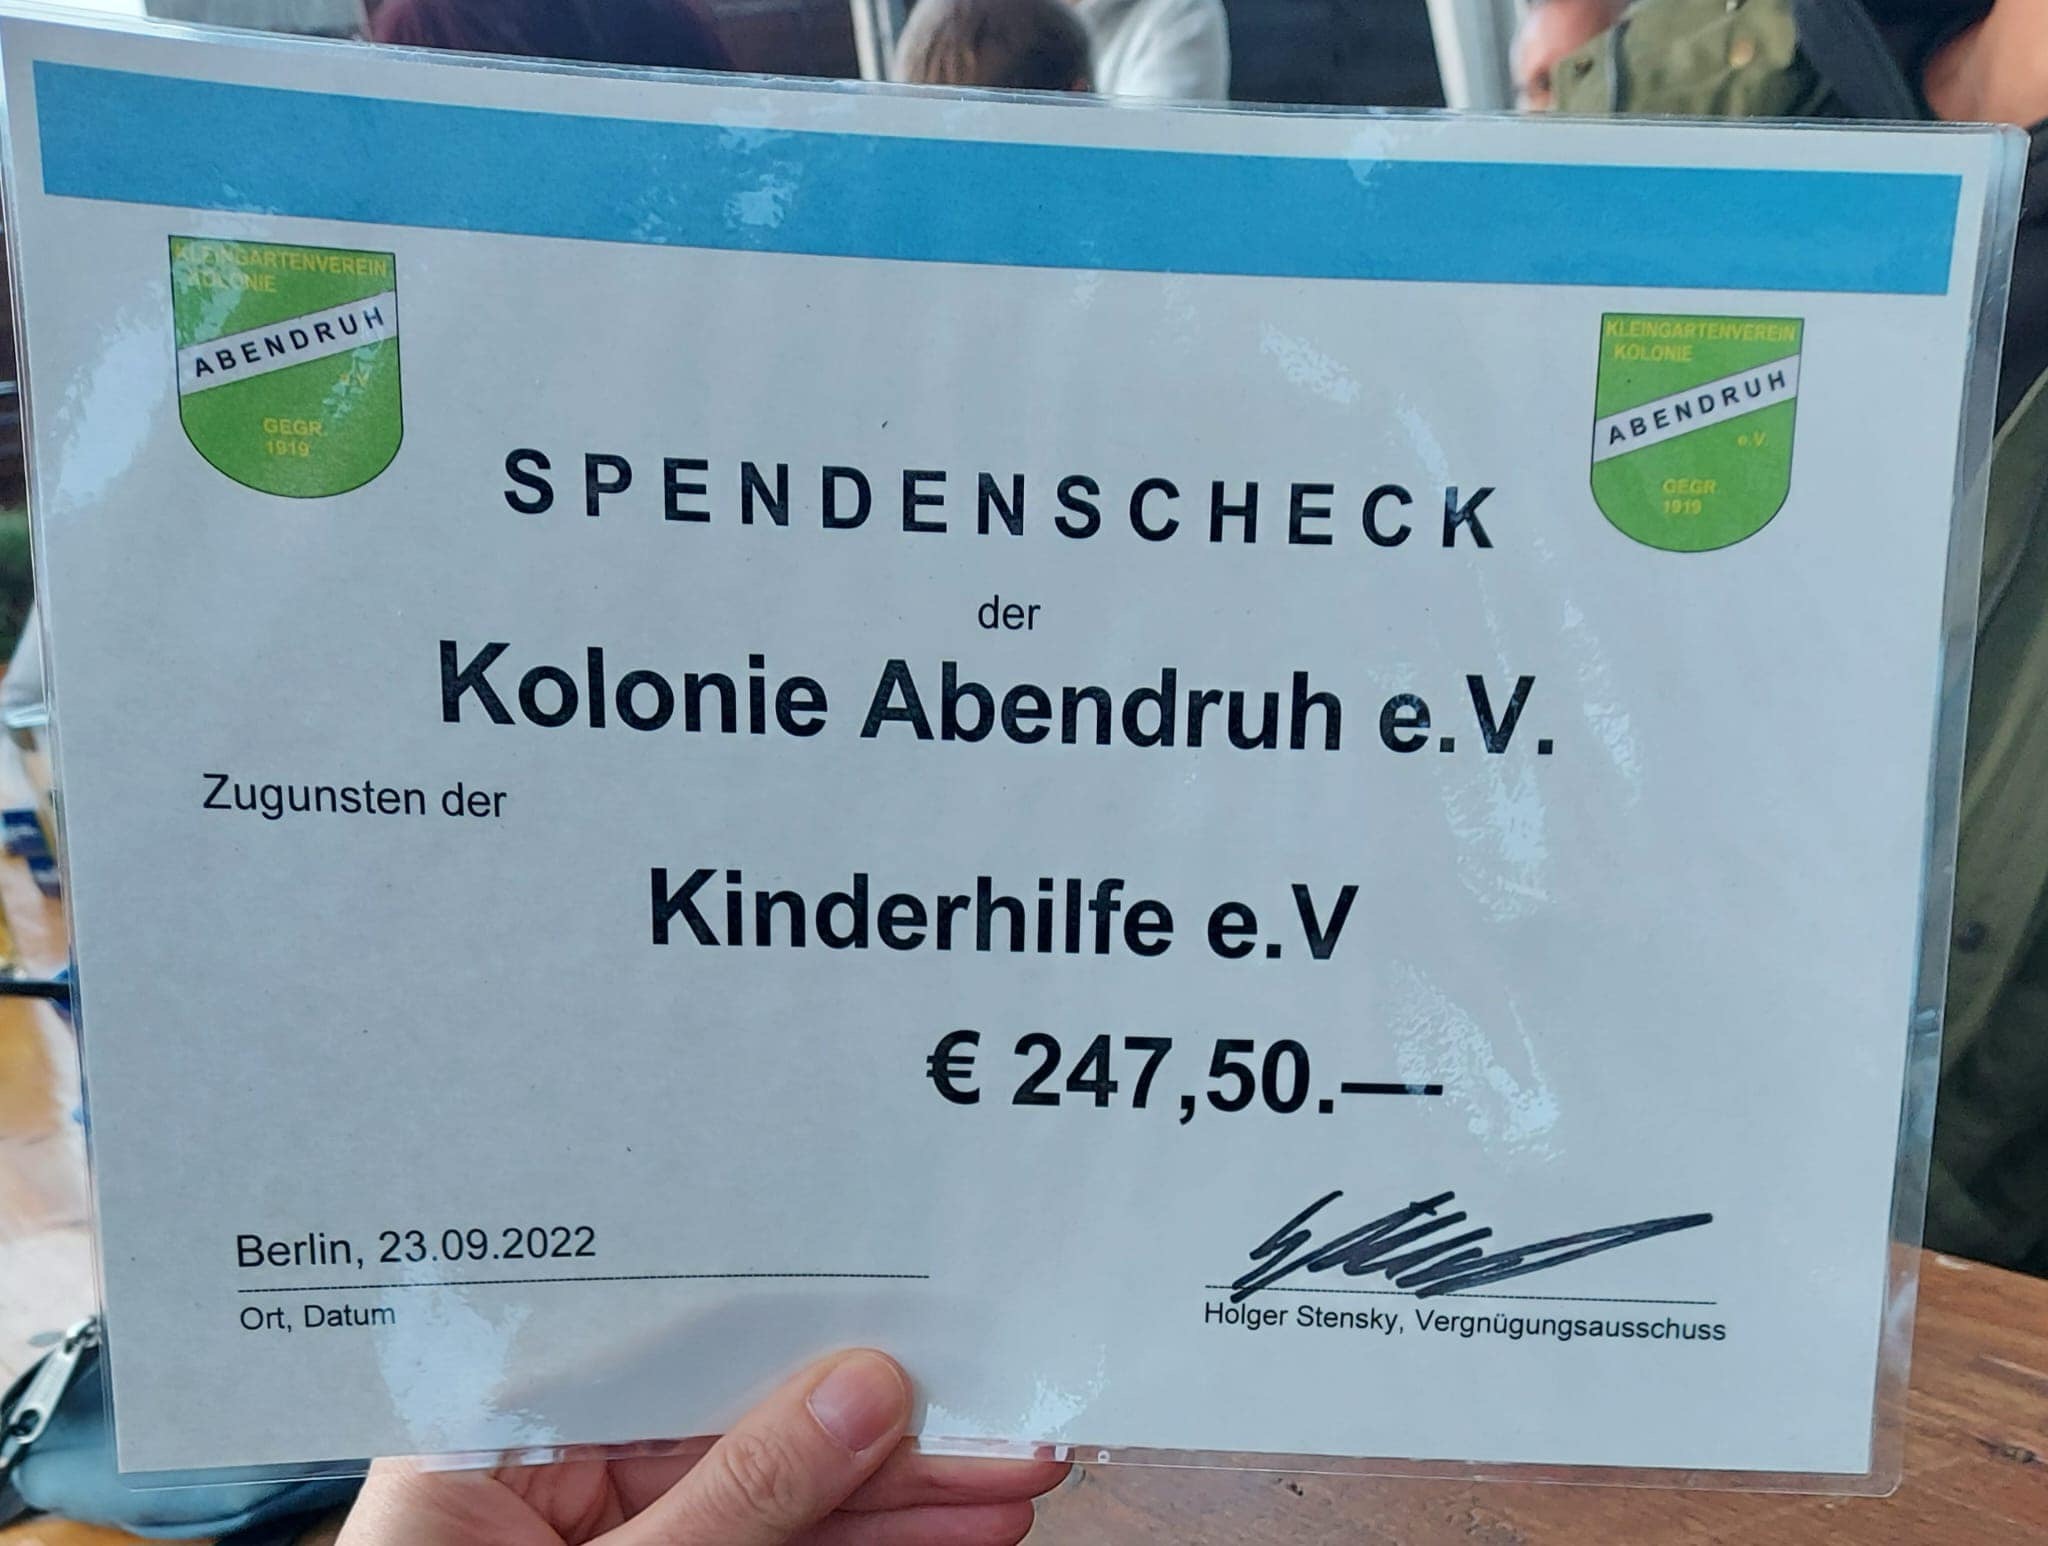 KLEINGARTENVEREIN
KOLONIE
ABENDRUH
e.V.
GEGR.
1919
KLEINGARTENVEREIN
KOLONIE
ABENDRUH
e.V.
GEGR.
1919
SPENDENSCHECK
der
Kolonie Abendruh e.V.
Zugunsten der
Kinderhilfe e.V
€ 247,50.—
Berlin, 23.09.2022
Ort, Datum
Holger Stensky, Vergnügungsausschuss